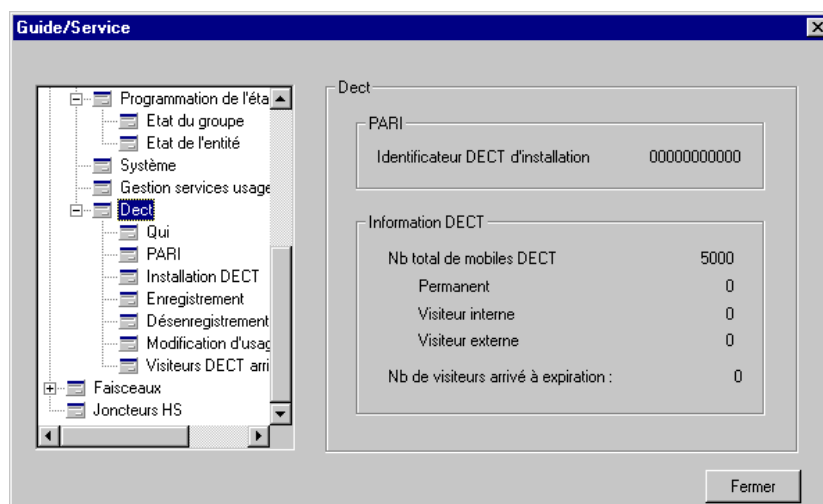 Guide/Service
Programmation de l'éta
Etat du groupe
Etat de l'entité
Système
Gestion services usage
Dect
Qui
PARI
Installation DECT
Enregistrement
Désenregistrement
Modification d'usag
Visiteurs DECT arri
Faisceaux
Joncteurs HS
Dect
PARI
Identificateur DECT d'installation 00000000000
Information DECT
Nb total de mobiles DECT 5000
Permanent 0
Visiteur interne 0
Visiteur externe 0
Nb de visiteurs arrivé à expiration : 0
Fermer